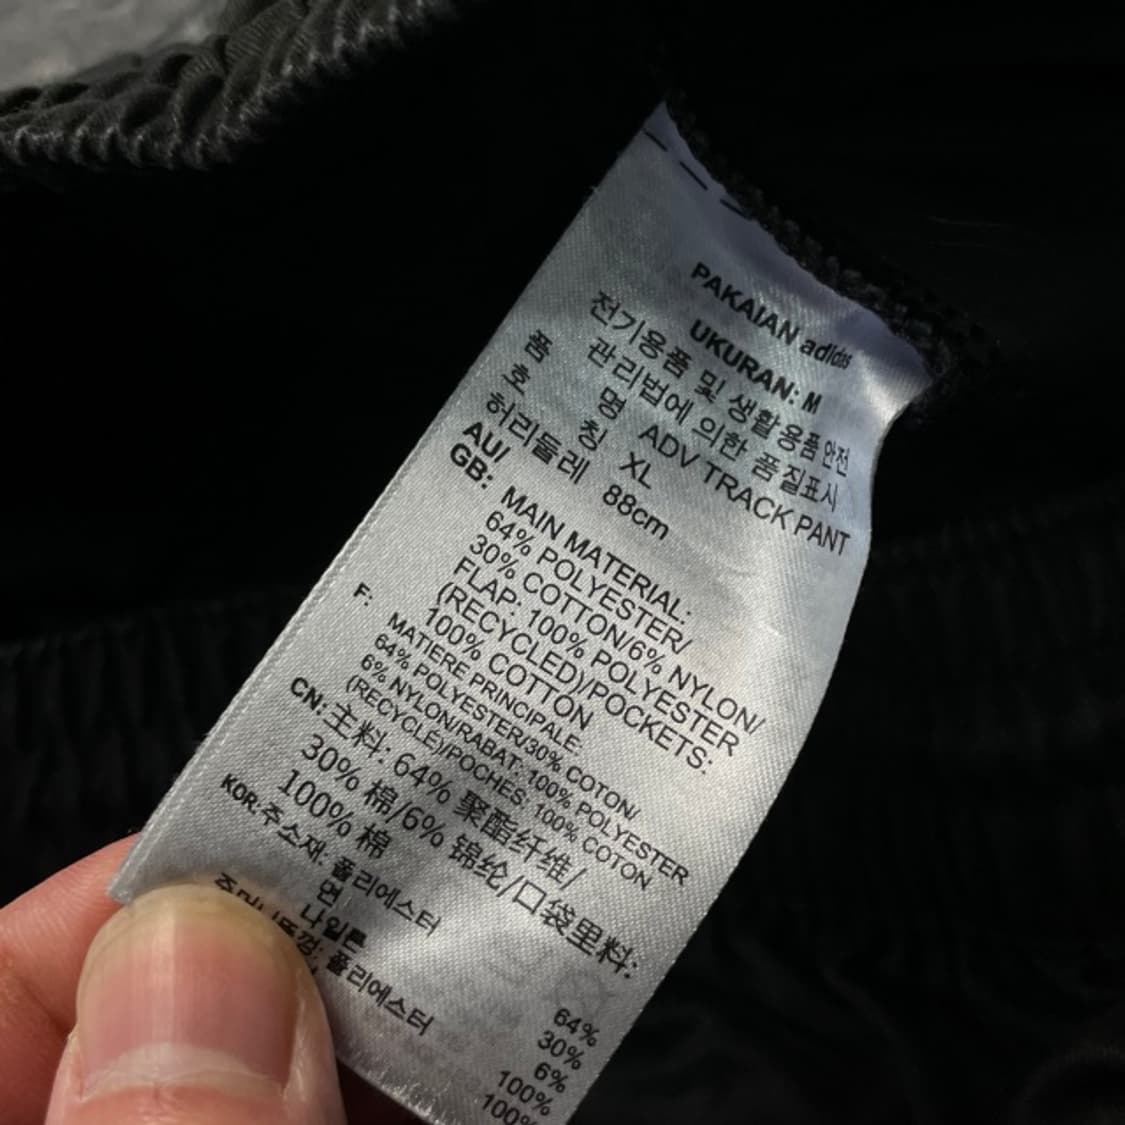 PAKAIAN adidas
UKURAN: M
전기용품 및 생활용품 안전
관리법에 의한 품질표시
품 명 ADV TRACK PANT
호 칭 XL
허리둘레 88cm
AU/
GB: MAIN MATERIAL:
64% POLYESTER/
30% COTTON/6% NYLON/
FLAP: 100% POLYESTER
(RECYCLED)/POCKETS:
100% COTTON
F: MATIERE PRINCIPALE:
64% POLYESTER/30% COTON/
6% NYLON/RABAT: 100% POLYESTER
(RECYCLÉ)/POCHES: 100% COTON
CN: 主料: 64% 聚酯纤维/
30% 棉/6% 锦纶/口袋里料:
100% 棉
KOR: 주소재: 폴리에스터 64%
면 30%
나일론 6%
주머니뚜껑: 폴리에스터 100%
100%